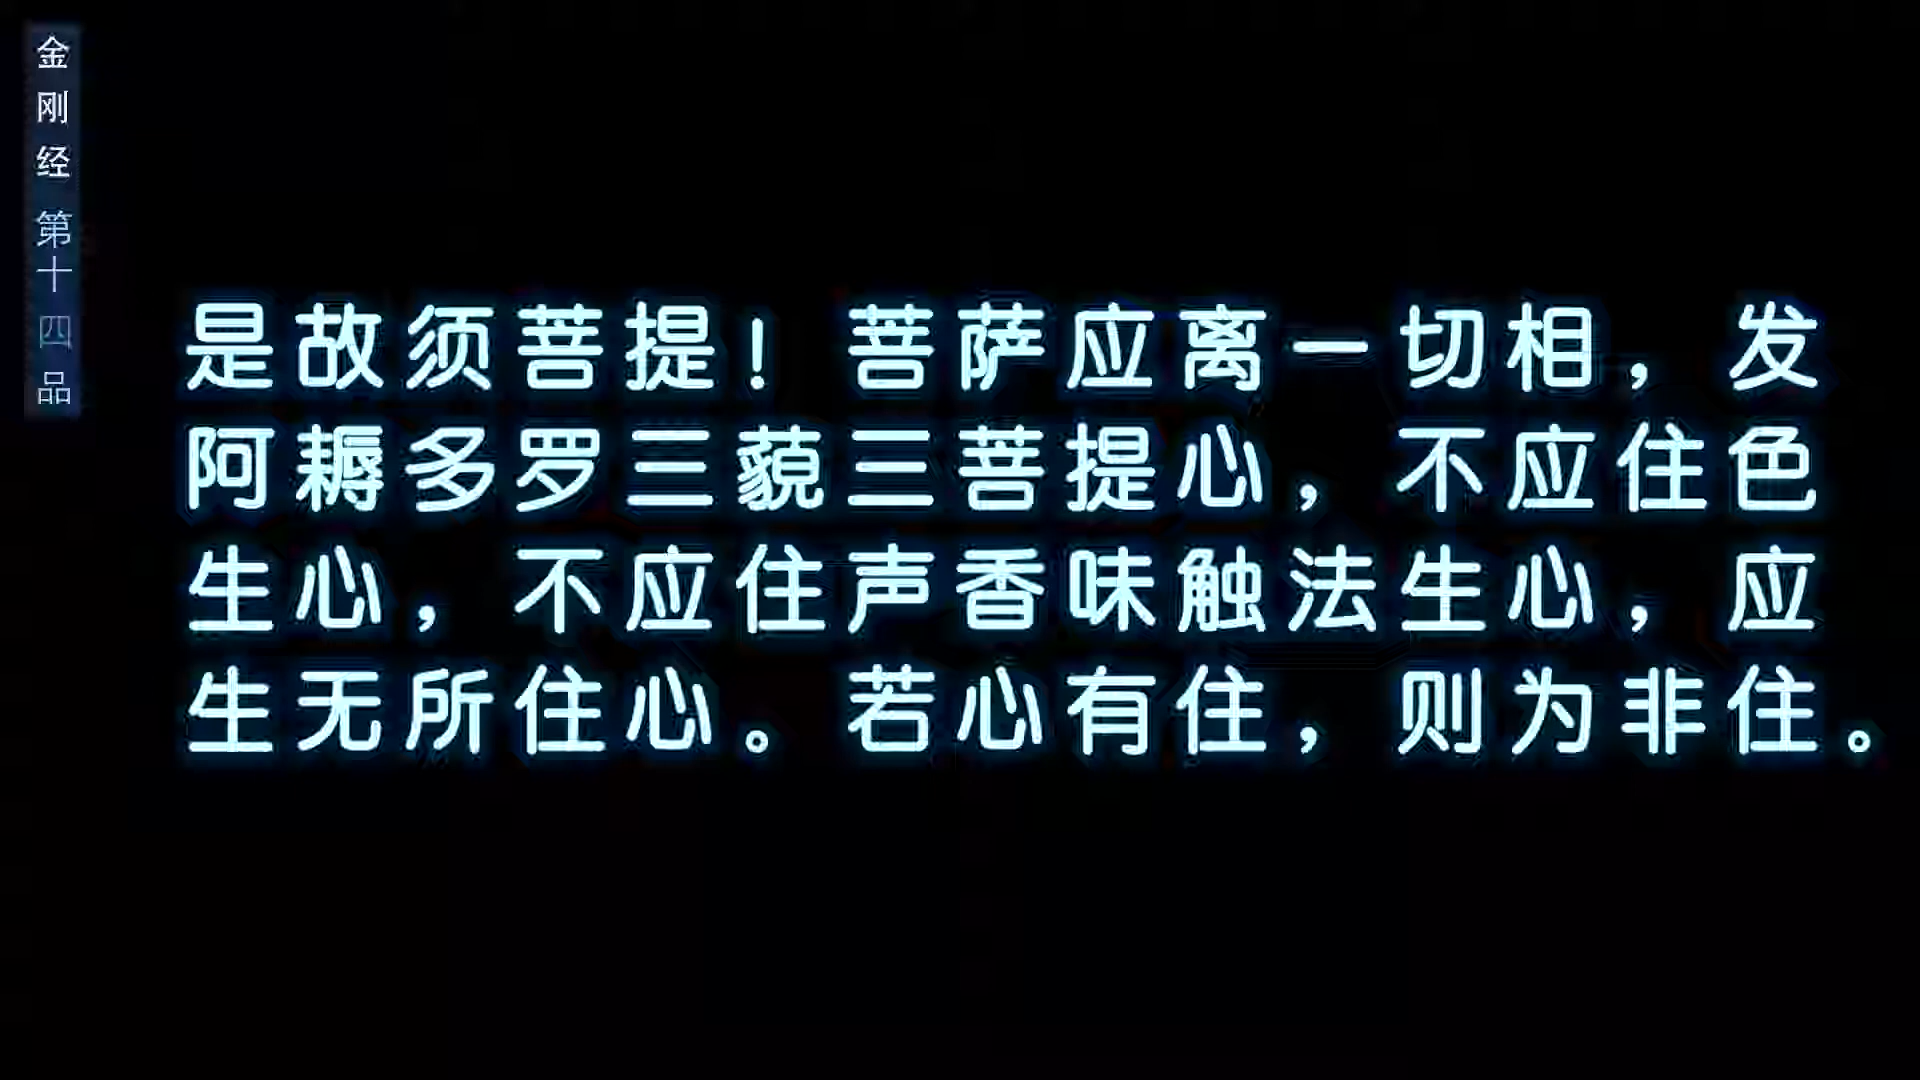 金刚经 第十四品
是故须菩提！菩萨应离一切相，发
阿耨多罗三藐三菩提心，不应住色
生心，不应住声香味触法生心，应
生无所住心。若心有住，则为非住。